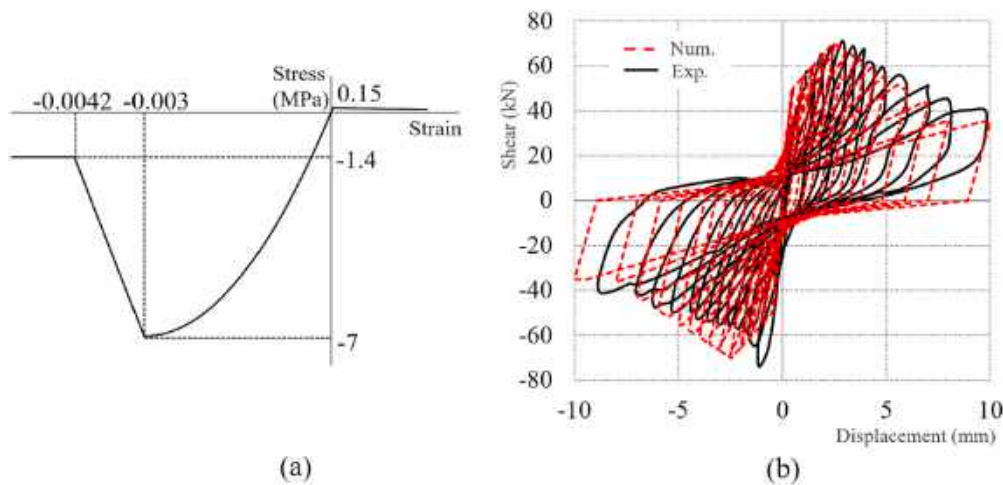 Stress
(MPa)
0.15
-0.0042
-0.003
Strain
-1.4
-7
(a)
80
60
40
20
0
-20
-40
-60
-80
Shear (kN)
Num.
Exp.
-10
-5
0
5
10
Displacement (mm)
(b)